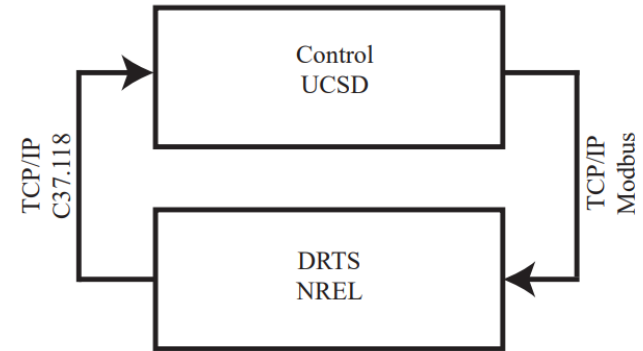 Control
UCSD
TCP/IP
C37.118
TCP/IP
Modbus
DRTS
NREL